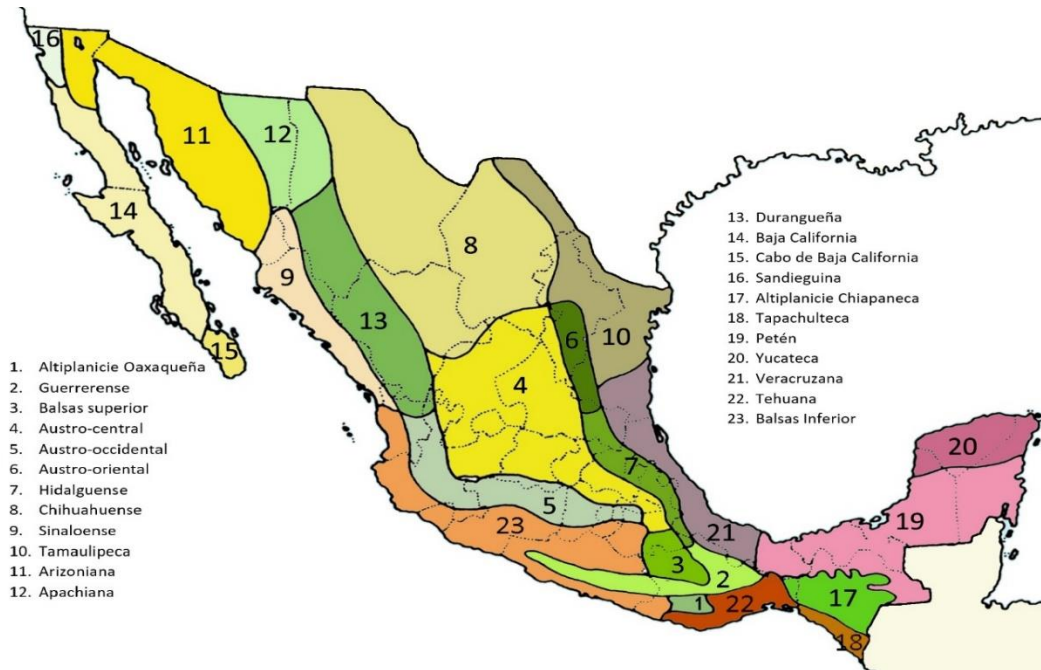 16
11
12
14
8
9
13
15
10
6
4
7
5
23
21
3
2
1
22
20
19
17
18
1. Altiplanicie Oaxaqueña
2. Guerrerense
3. Balsas superior
4. Austro-central
5. Austro-occidental
6. Austro-oriental
7. Hidalguense
8. Chihuahuense
9. Sinaloense
10. Tamaulipeca
11. Arizoniana
12. Apachiana
13. Durangueña
14. Baja California
15. Cabo de Baja California
16. Sandieguina
17. Altiplanicie Chiapaneca
18. Tapachulteca
19. Petén
20. Yucateca
21. Veracruzana
22. Tehuana
23. Balsas Inferior